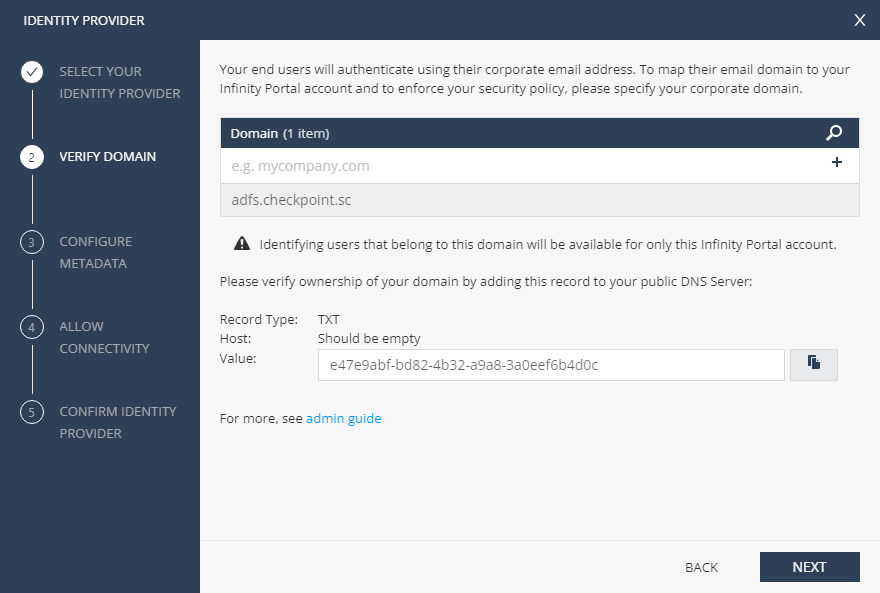 IDENTITY PROVIDER
X
SELECT YOUR
IDENTITY PROVIDER
2
VERIFY DOMAIN
3
CONFIGURE
METADATA
4
ALLOW
CONNECTIVITY
5
CONFIRM IDENTITY
PROVIDER
Your end users will authenticate using their corporate email address. To map their email domain to your
Infinity Portal account and to enforce your security policy, please specify your corporate domain.
Domain (1 item)
e.g. mycompany.com
+
adfs.checkpoint.sc
Identifying users that belong to this domain will be available for only this Infinity Portal account.
Please verify ownership of your domain by adding this record to your public DNS Server:
Record Type: TXT
Host: Should be empty
Value: e47e9abf-bd82-4b32-a9a8-3a0eef6b4d0c
For more, see admin guide
BACK
NEXT